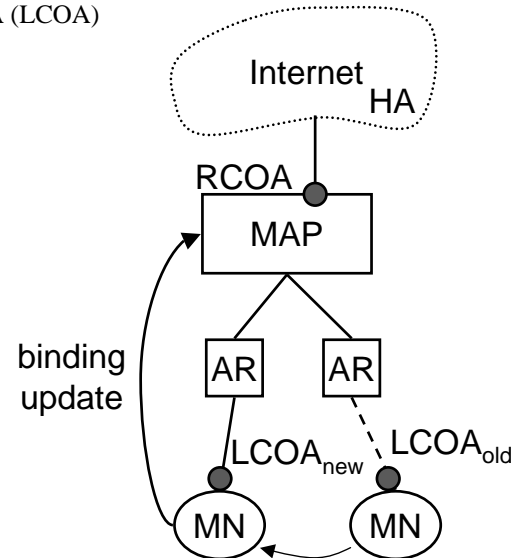 A (LCOA)
Internet
HA
RCOA
MAP
binding
update
AR
AR
LCOAnew
LCOAold
MN
MN